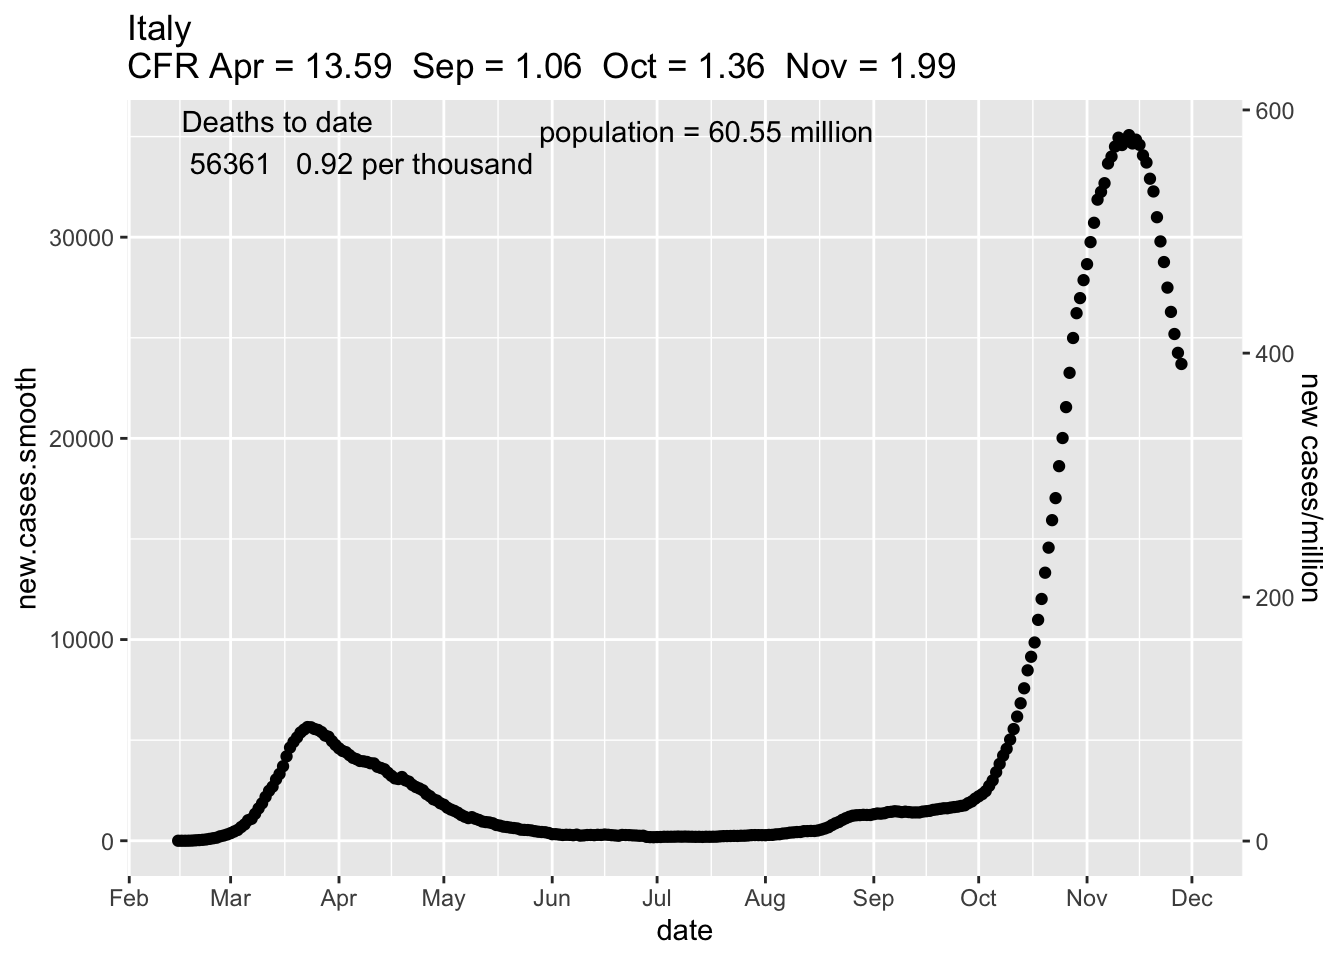 Italy
CFR Apr = 13.59  Sep = 1.06  Oct = 1.36  Nov = 1.99
Deaths to date
56361   0.92 per thousand
population = 60.55 million
new.cases.smooth
30000
20000
10000
0
600
400
200
0
new cases/million
Feb Mar Apr May Jun Jul Aug Sep Oct Nov Dec
date